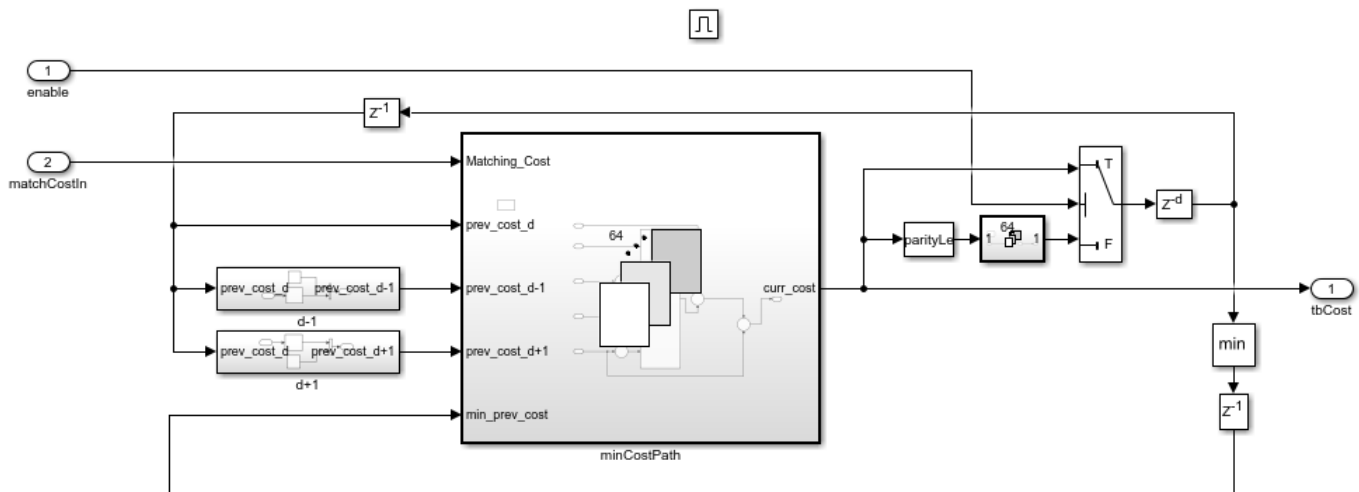 1
enable
z-1
2
matchCostIn
Matching_Cost
prev_cost_d
64
prev_cost_d-1
curr_cost
prev_cost_d+1
min_prev_cost
minCostPath
prev_cost_d
prev_cost_d-1
d-1
prev_cost_d
prev_cost_d+1
d+1
parityLe
64
1
1
T
F
z-d
1
tbCost
min
z-1